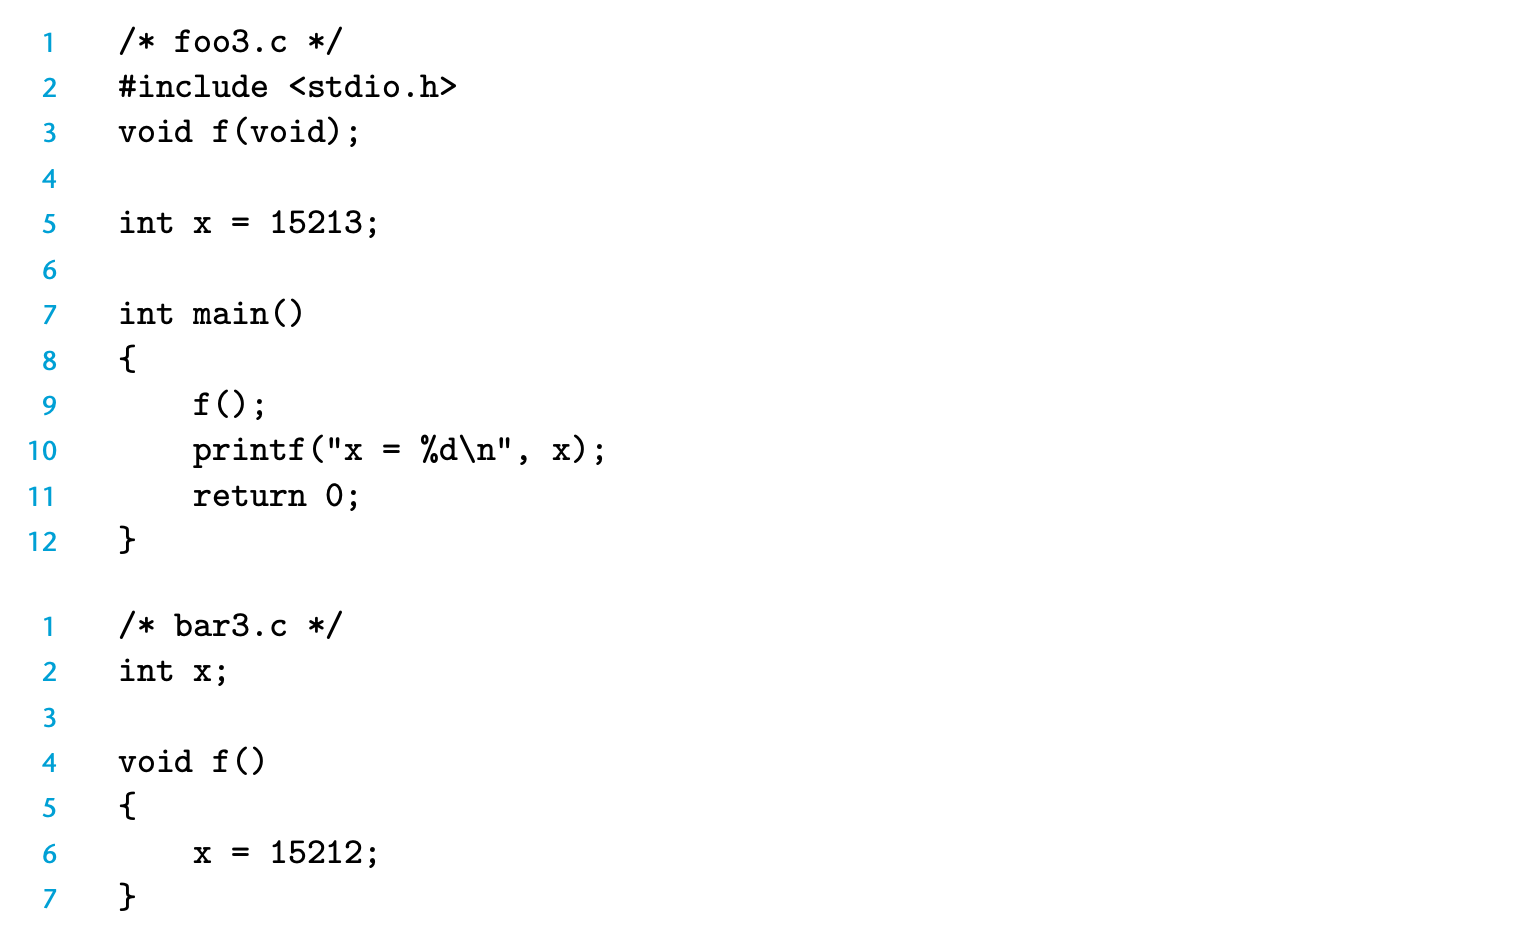 1 /* foo3.c */
2 #include <stdio.h>
3 void f(void);
4
5 int x = 15213;
6
7 int main()
8 {
9     f();
10     printf("x = %d\n", x);
11     return 0;
12 }
1 /* bar3.c */
2 int x;
3
4 void f()
5 {
6     x = 15212;
7 }